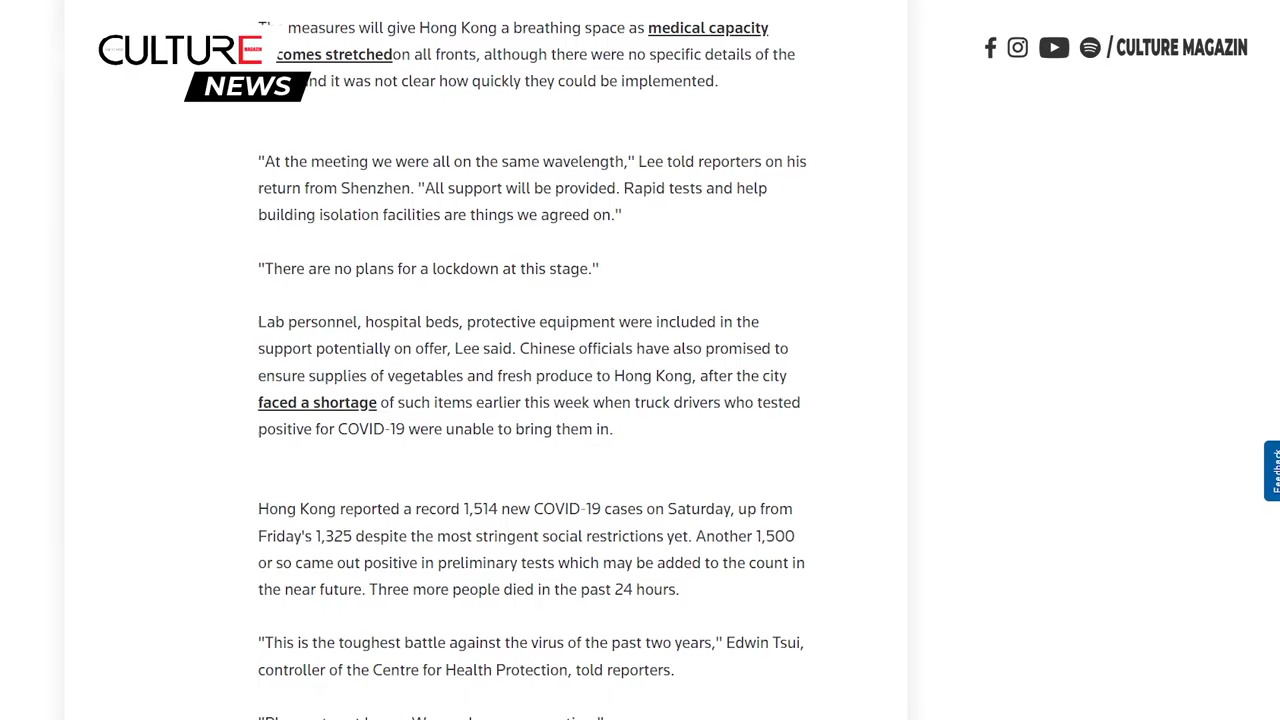 The measures will give Hong Kong a breathing space as medical capacity
CULTURE
MAGAZIN
comes stretchedon all fronts, although there were no specific details of the
NEWS
nd it was not clear how quickly they could be implemented.
/ CULTURE MAGAZIN
"At the meeting we were all on the same wavelength," Lee told reporters on his
return from Shenzhen. "All support will be provided. Rapid tests and help
building isolation facilities are things we agreed on."
"There are no plans for a lockdown at this stage."
Lab personnel, hospital beds, protective equipment were included in the
support potentially on offer, Lee said. Chinese officials have also promised to
ensure supplies of vegetables and fresh produce to Hong Kong, after the city
faced a shortage of such items earlier this week when truck drivers who tested
positive for COVID-19 were unable to bring them in.
Feedback
Hong Kong reported a record 1,514 new COVID-19 cases on Saturday, up from
Friday's 1,325 despite the most stringent social restrictions yet. Another 1,500
or so came out positive in preliminary tests which may be added to the count in
the near future. Three more people died in the past 24 hours.
"This is the toughest battle against the virus of the past two years," Edwin Tsui,
controller of the Centre for Health Protection, told reporters.